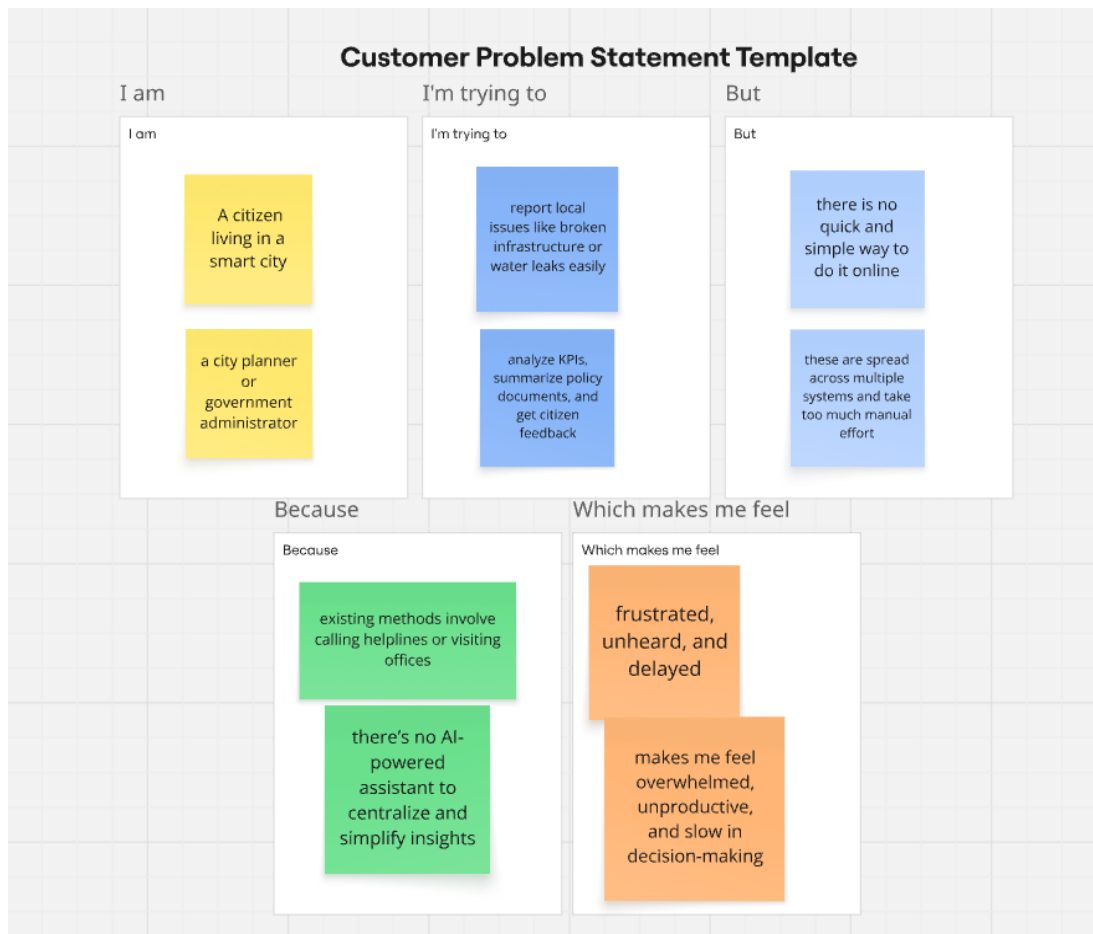 Customer Problem Statement Template
I am
I'm trying to
But
I am
A citizen
living in a
smart city
a city planner
or
government
administrator
I'm trying to
report local
issues like broken
infrastructure or
water leaks easily
analyze KPIs,
summarize policy
documents, and
get citizen
feedback
But
there is no
quick and
simple way to
do it online
these are spread
across multiple
systems and take
too much manual
effort
Because
Which makes me feel
Because
existing methods involve
calling helplines or visiting
offices
there’s no AI-
powered
assistant to
centralize and
simplify insights
Which makes me feel
frustrated,
unheard, and
delayed
makes me feel
overwhelmed,
unproductive,
and slow in
decision-making